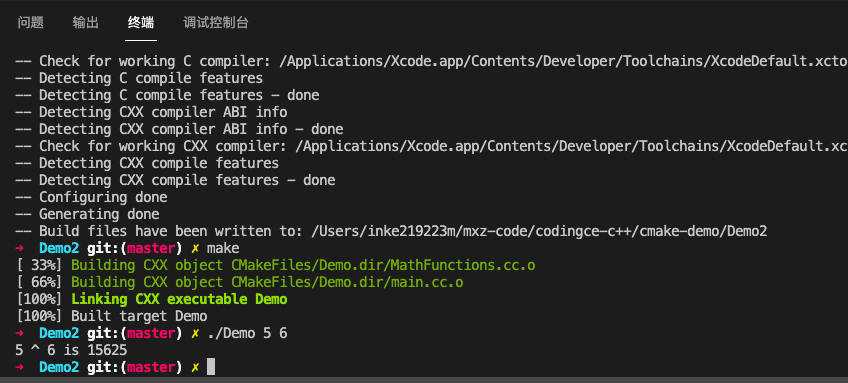 问题 输出 终端 调试控制台
-- Check for working C compiler: /Applications/Xcode.app/Contents/Developer/Toolchains/XcodeDefault.xcto
-- Detecting C compile features
-- Detecting C compile features - done
-- Detecting CXX compiler ABI info
-- Detecting CXX compiler ABI info - done
-- Check for working CXX compiler: /Applications/Xcode.app/Contents/Developer/Toolchains/XcodeDefault.xc
-- Detecting CXX compile features
-- Detecting CXX compile features - done
-- Configuring done
-- Generating done
-- Build files have been written to: /Users/inke219223m/mxz-code/codingce-c++/cmake-demo/Demo2
➜ Demo2 git:(master) ✗ make
[ 33%] Building CXX object CMakeFiles/Demo.dir/MathFunctions.cc.o
[ 66%] Building CXX object CMakeFiles/Demo.dir/main.cc.o
[100%] Linking CXX executable Demo
[100%] Built target Demo
➜ Demo2 git:(master) ✗ ./Demo 5 6
5 ^ 6 is 15625
➜ Demo2 git:(master) ✗